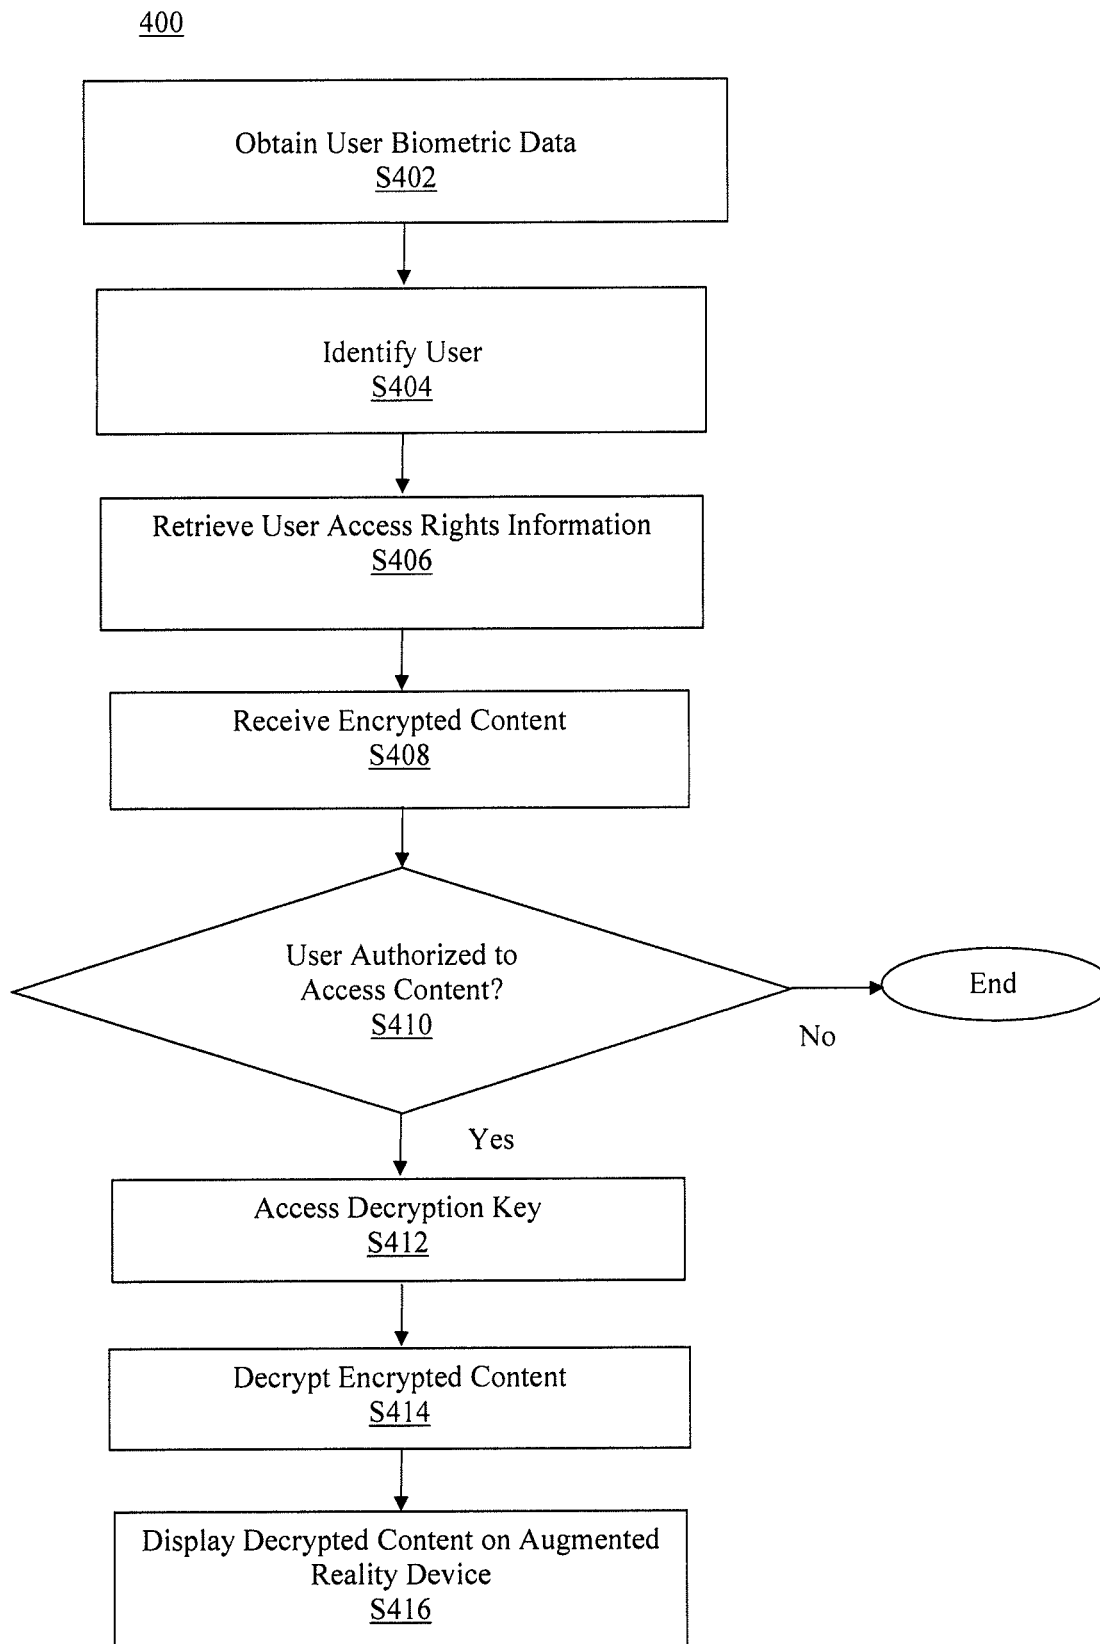 400
Obtain User Biometric Data
S402
Identify User
S404
Retrieve User Access Rights Information
S406
Receive Encrypted Content
S408
User Authorized to
Access Content?
S410
End
No
Yes
Access Decryption Key
S412
Decrypt Encrypted Content
S414
Display Decrypted Content on Augmented
Reality Device
S416